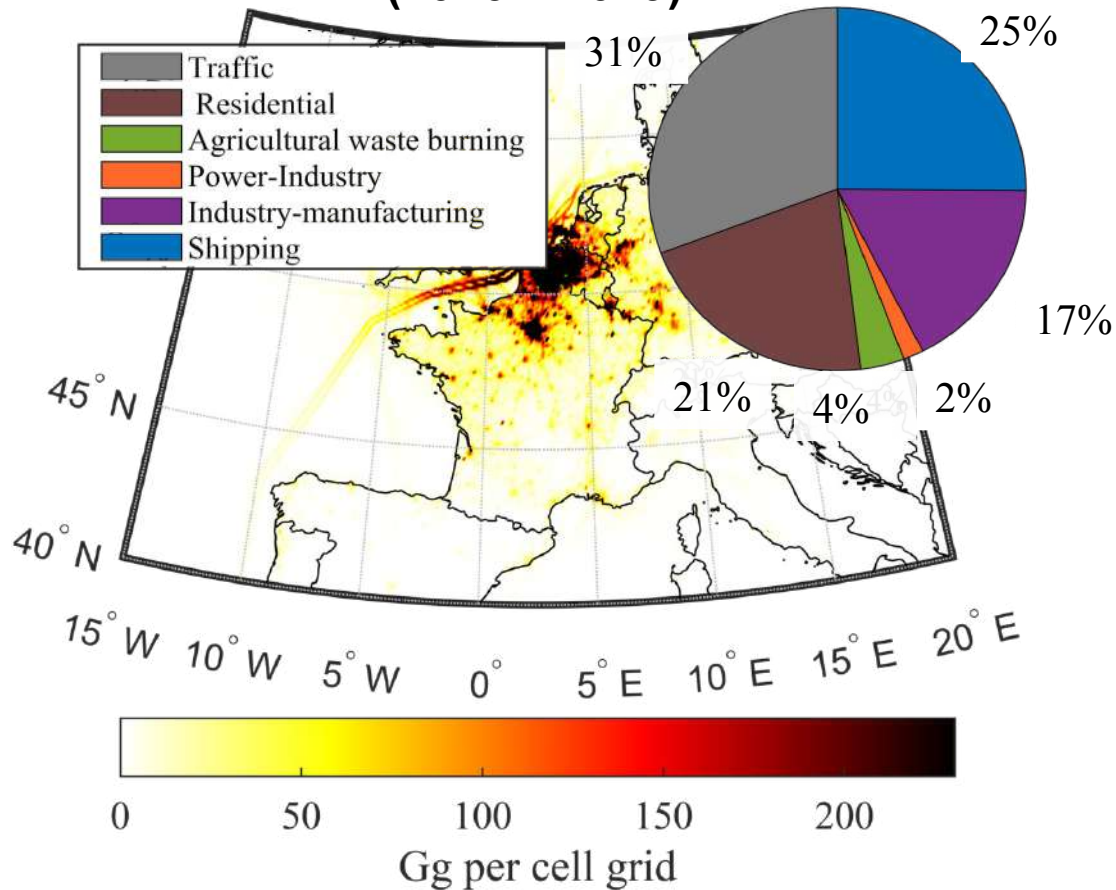 31%
25%
Traffic
Residential
Agricultural waste burning
Power-Industry
Industry-manufacturing
Shipping
17%
21%
4%
2%
45° N
40° N
15° W
10° W
5° W
0°
5° E
10° E
15° E
20° E
0
50
100
150
200
Gg per cell grid